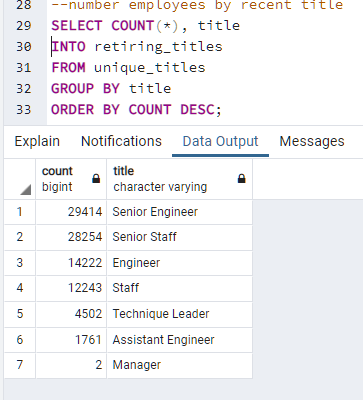 28 --number employees by recent title
29 SELECT COUNT(*), title
30 INTO retiring_titles
31 FROM unique_titles
32 GROUP BY title
33 ORDER BY COUNT DESC;
Explain Notifications Data Output Messages
count title
bigint character varying
1 29414 Senior Engineer
2 28254 Senior Staff
3 14222 Engineer
4 12243 Staff
5 4502 Technique Leader
6 1761 Assistant Engineer
7 2 Manager